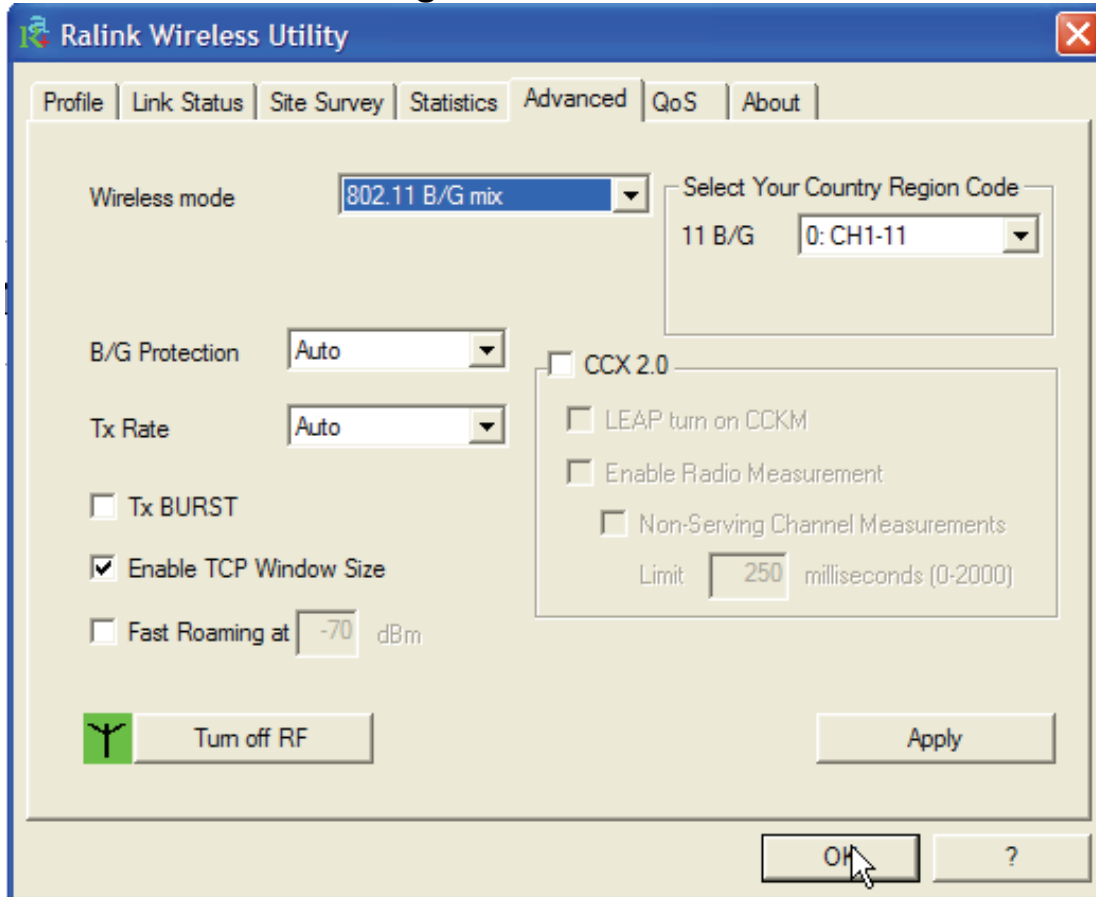 Ralink Wireless Utility
Profile Link Status Site Survey Statistics Advanced QoS About
Wireless mode 802.11 B/G mix
Select Your Country Region Code
11 B/G 0: CH1-11
B/G Protection Auto
CCX 2.0
Tx Rate Auto
LEAP turn on CCKM
Enable Radio Measurement
Tx BURST
Non-Serving Channel Measurements
Enable TCP Window Size
Limit 250 milliseconds (0-2000)
Fast Roaming at -70 dBm
Turn off RF
Apply
OK ?